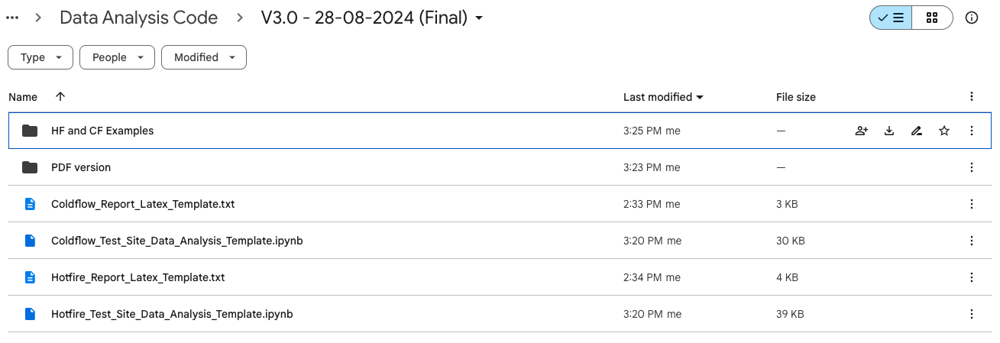 Data Analysis Code > V3.0 - 28-08-2024 (Final)
Type People Modified
Name Last modified File size
HF and CF Examples 3:25 PM me —
PDF version 3:23 PM me —
Coldflow_Report_Latex_Template.txt 2:33 PM me 3 KB
Coldflow_Test_Site_Data_Analysis_Template.ipynb 3:20 PM me 30 KB
Hotfire_Report_Latex_Template.txt 2:34 PM me 4 KB
Hotfire_Test_Site_Data_Analysis_Template.ipynb 3:20 PM me 39 KB